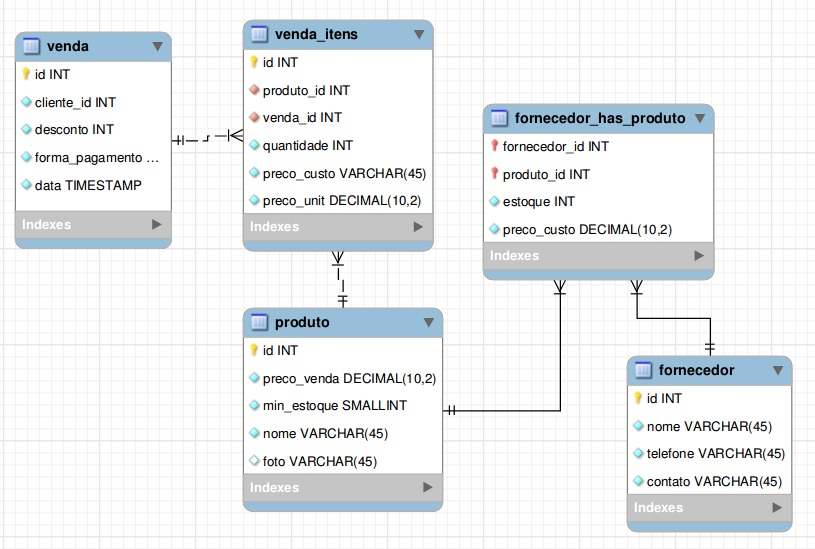 venda
id INT
cliente_id INT
desconto INT
forma_pagamento ...
data TIMESTAMP
Indexes
venda_itens
id INT
produto_id INT
venda_id INT
quantidade INT
preco_custo VARCHAR(45)
preco_unit DECIMAL(10,2)
Indexes
fornecedor_has_produto
fornecedor_id INT
produto_id INT
estoque INT
preco_custo DECIMAL(10,2)
Indexes
produto
id INT
preco_venda DECIMAL(10,2)
min_estoque SMALLINT
nome VARCHAR(45)
foto VARCHAR(45)
Indexes
fornecedor
id INT
nome VARCHAR(45)
telefone VARCHAR(45)
contato VARCHAR(45)
Indexes